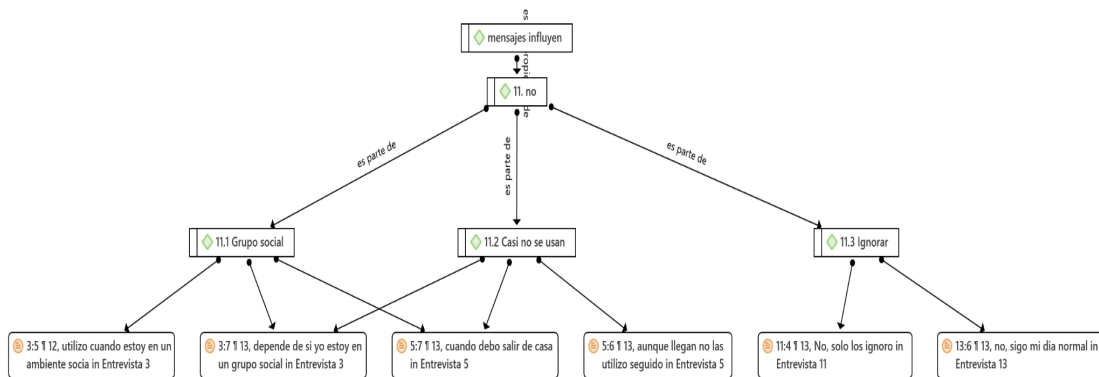 mensajes influyen
es propiedad de
11. no
es parte de
es parte de
es parte de
11.1 Grupo social
11.2 Casi no se usan
11.3 Ignorar
3:5 ¶ 12, utilizo cuando estoy en un
ambiente socia in Entrevista 3
3:7 ¶ 13, depende de si yo estoy en
un grupo social in Entrevista 3
5:7 ¶ 13, cuando debo salir de casa
in Entrevista 5
5:6 ¶ 13, aunque llegan no las
utilizo seguido in Entrevista 5
11:4 ¶ 13, No, solo los ignoro in
Entrevista 11
13:6 ¶ 13, no, sigo mi dia normal in
Entrevista 13